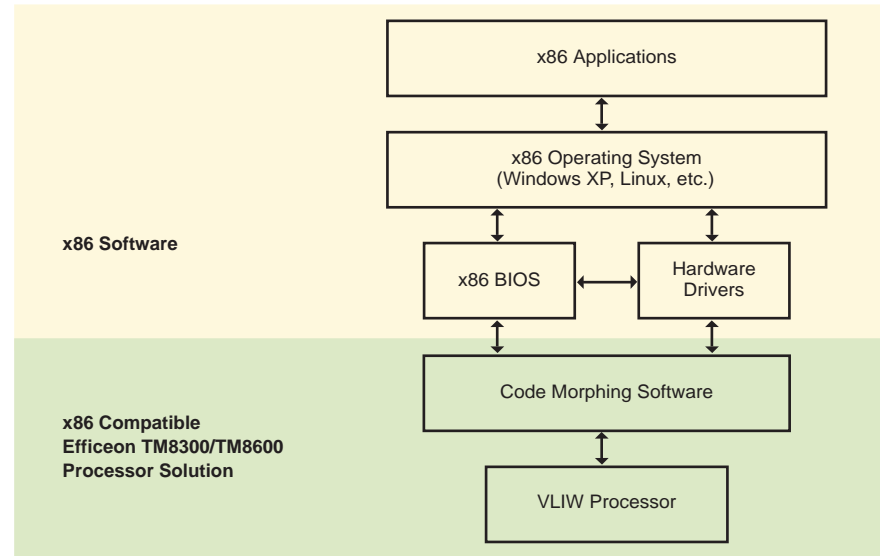 x86 Applications
x86 Operating System
(Windows XP, Linux, etc.)
x86 Software
x86 BIOS
Hardware
Drivers
Code Morphing Software
x86 Compatible
Efficeon TM8300/TM8600
Processor Solution
VLIW Processor